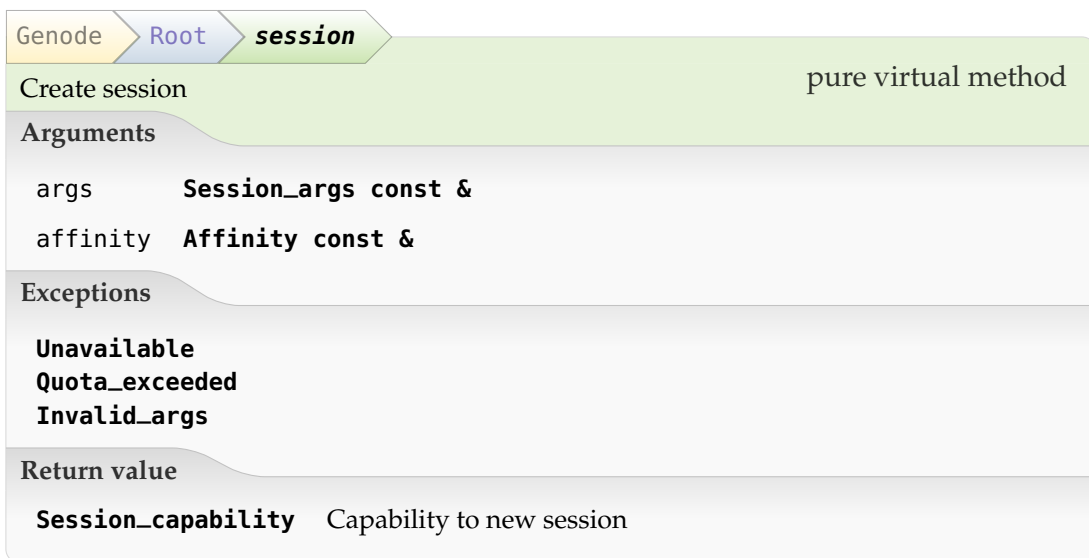 Genode Root session
Create session
pure virtual method
Arguments
args Session_args const &
affinity Affinity const &
Exceptions
Unavailable
Quota_exceeded
Invalid_args
Return value
Session_capability Capability to new session